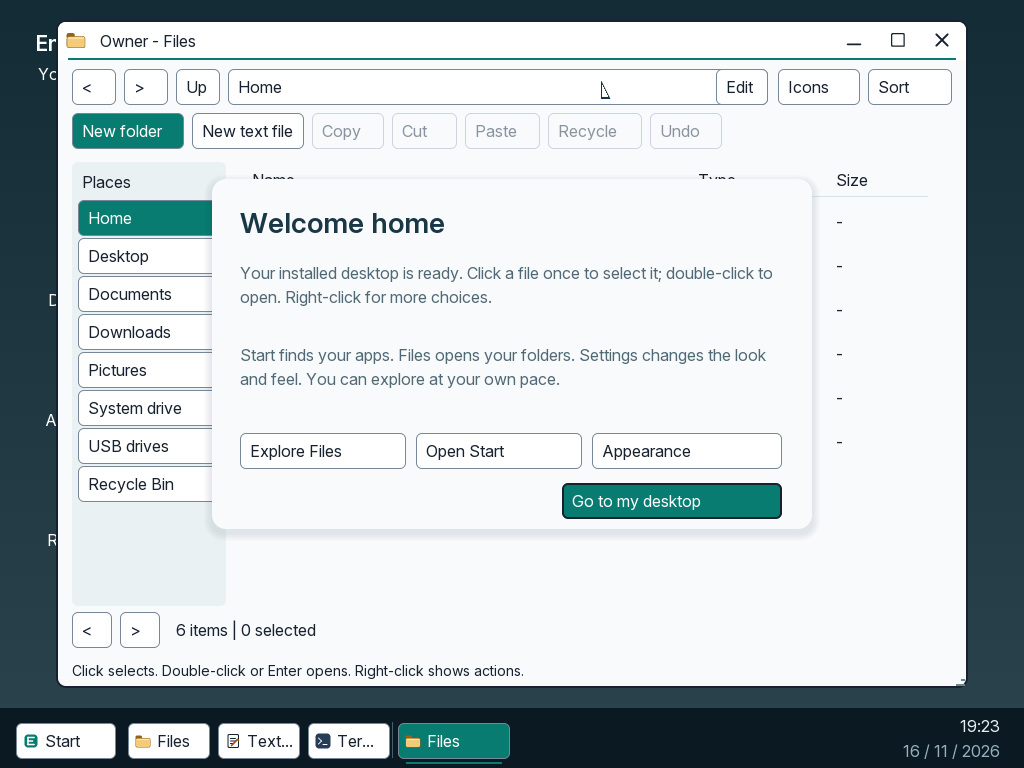 Owner - Files
< > Up Home Edit Icons Sort
New folder New text file Copy Cut Paste Recycle Undo
Places
Size
Home
Desktop
Documents
Downloads
Pictures
System drive
USB drives
Recycle Bin
-
-
-
-
-
-
Welcome home
Your installed desktop is ready. Click a file once to select it; double-click to
open. Right-click for more choices.
Start finds your apps. Files opens your folders. Settings changes the look
and feel. You can explore at your own pace.
Explore Files Open Start Appearance
Go to my desktop
< > 6 items | 0 selected
Click selects. Double-click or Enter opens. Right-click shows actions.
Start Files Text... Ter... Files
19:23
16 / 11 / 2026